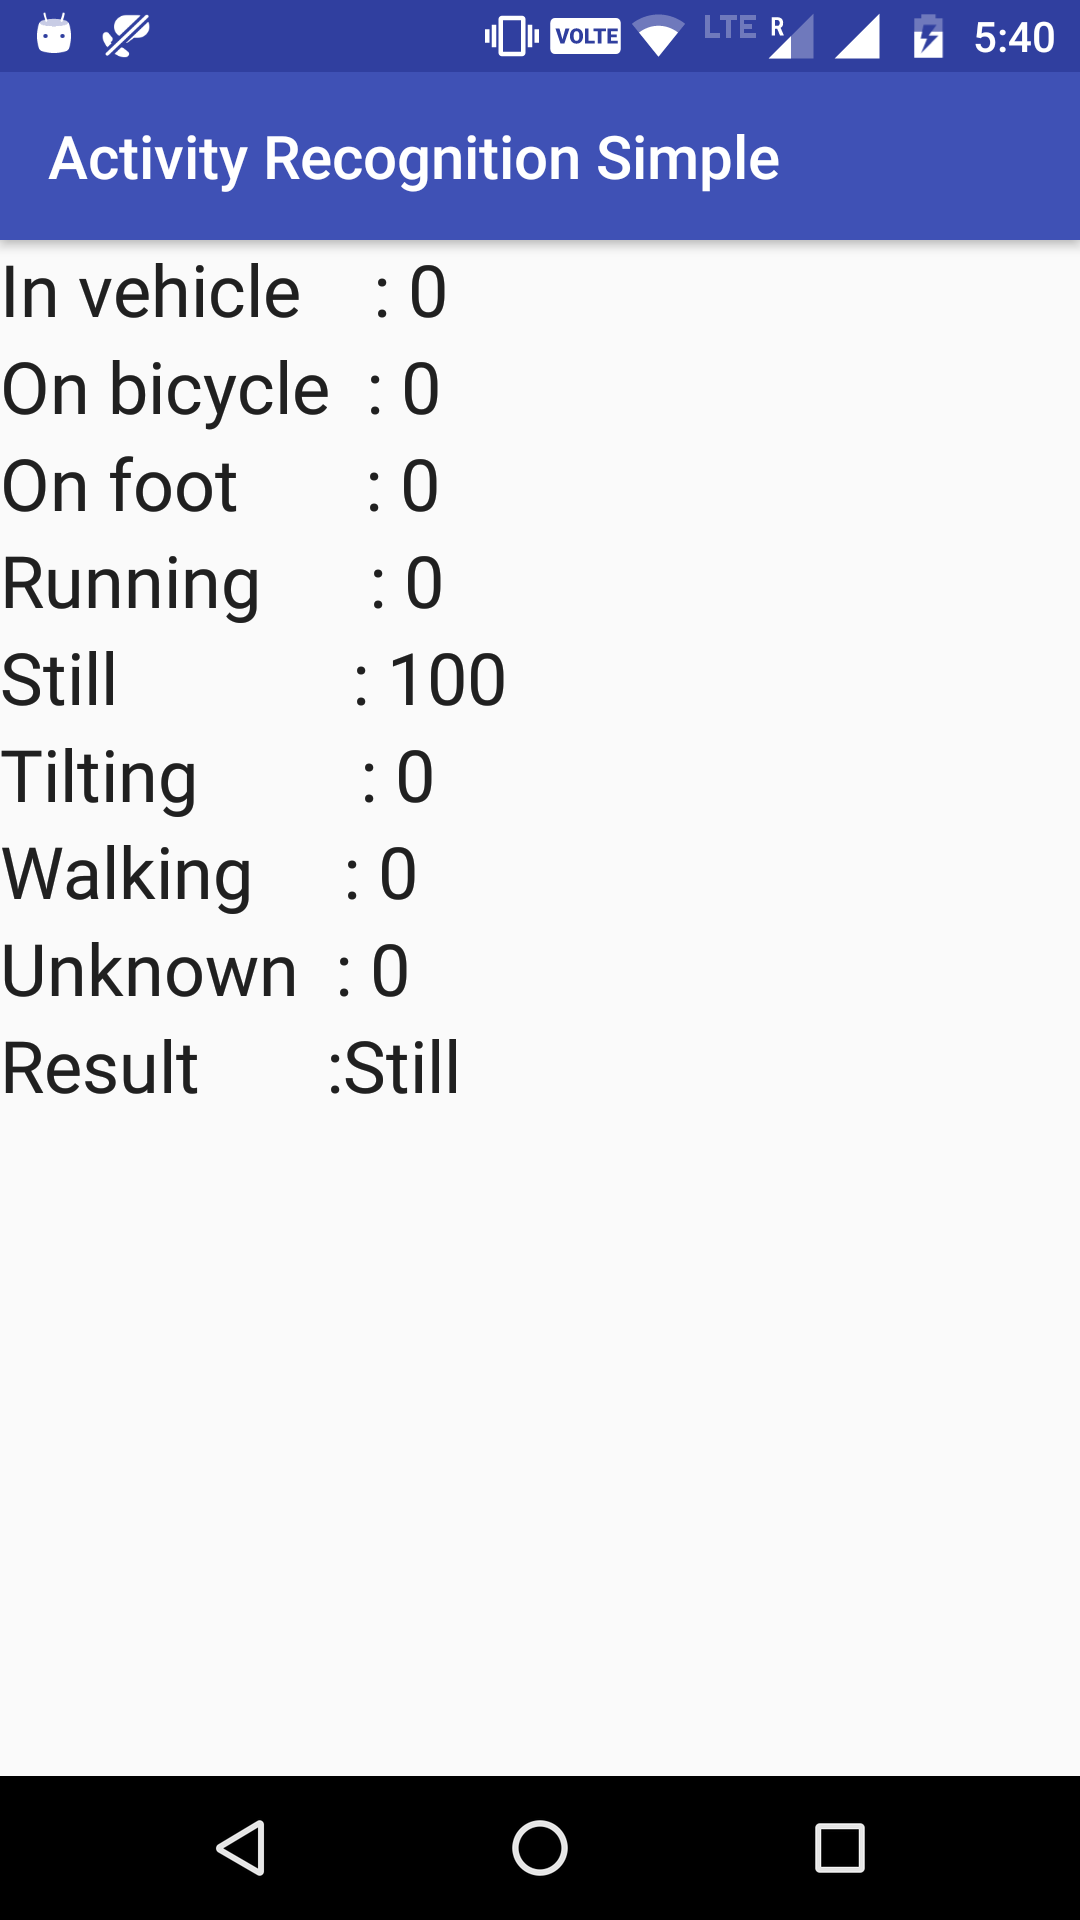 VOLTE LTE R 5:40
Activity Recognition Simple
In vehicle : 0
On bicycle : 0
On foot : 0
Running : 0
Still : 100
Tilting : 0
Walking : 0
Unknown : 0
Result :Still